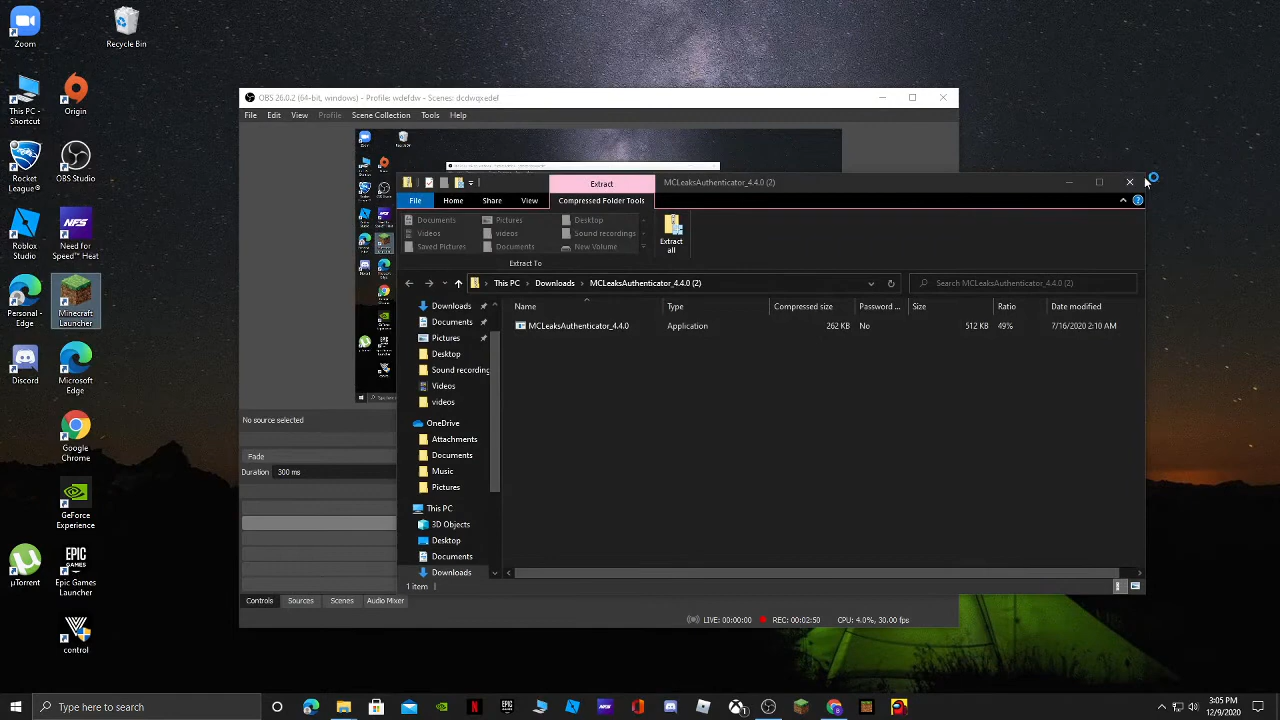 Zoom
Recycle Bin
This PC -
Shortcut
Origin
Rocket
League®
OBS Studio
Roblox
Studio
Need for
Speed™ Heat
Personal -
Edge
Minecraft
Launcher
Discord
Microsoft
Edge
Google
Chrome
GeForce
Experience
µTorrent
Epic Games
Launcher
control
OBS 26.0.2 (64-bit, windows) - Profile: wdefdw - Scenes: dcdwqxedef
File Edit View Profile Scene Collection Tools Help
Extract
MCLeaksAuthenticator_4.4.0 (2)
File Home Share View Compressed Folder Tools
Documents Pictures Desktop
Videos videos Sound recordings
Saved Pictures Documents New Volume
Extract
all
Extract To
This PC Downloads MCLeaksAuthenticator_4.4.0 (2)
Search MCLeaksAuthenticator_4.4.0 (2)
Name Type Compressed size Password ... Size Ratio Date modified
MCLeaksAuthenticator_4.4.0 Application 262 KB No 512 KB 49% 7/16/2020 2:10 AM
Downloads
Documents
Pictures
Desktop
Sound recording
Videos
videos
OneDrive
Attachments
Documents
Music
Pictures
This PC
3D Objects
Desktop
Documents
Downloads
1 item
No source selected
Fade
Duration 300 ms
Controls Sources Scenes Audio Mixer
LIVE: 00:00:00 REC: 00:02:50 CPU: 4.0%, 30.00 fps
Type here to search
3:05 PM
12/9/2020